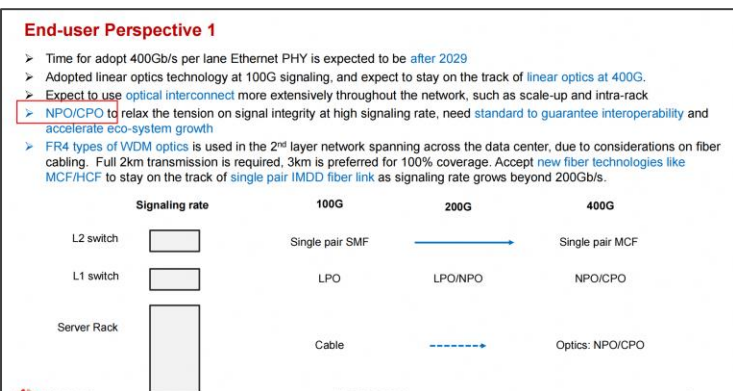 End-user Perspective 1
➢ Time for adopt 400Gb/s per lane Ethernet PHY is expected to be after 2029
➢ Adopted linear optics technology at 100G signaling, and expect to stay on the track of linear optics at 400G.
➢ Expect to use optical interconnect more extensively throughout the network, such as scale-up and intra-rack
➢ NPO/CPO to relax the tension on signal integrity at high signaling rate, need standard to guarantee interoperability and
accelerate eco-system growth
➢ FR4 types of WDM optics is used in the 2nd layer network spanning across the data center, due to considerations on fiber
cabling. Full 2km transmission is required, 3km is preferred for 100% coverage. Accept new fiber technologies like
MCF/HCF to stay on the track of single pair IMDD fiber link as signaling rate grows beyond 200Gb/s.
Signaling rate 100G 200G 400G
L2 switch Single pair SMF Single pair MCF
L1 switch LPO LPO/NPO NPO/CPO
Server Rack
Cable Optics: NPO/CPO